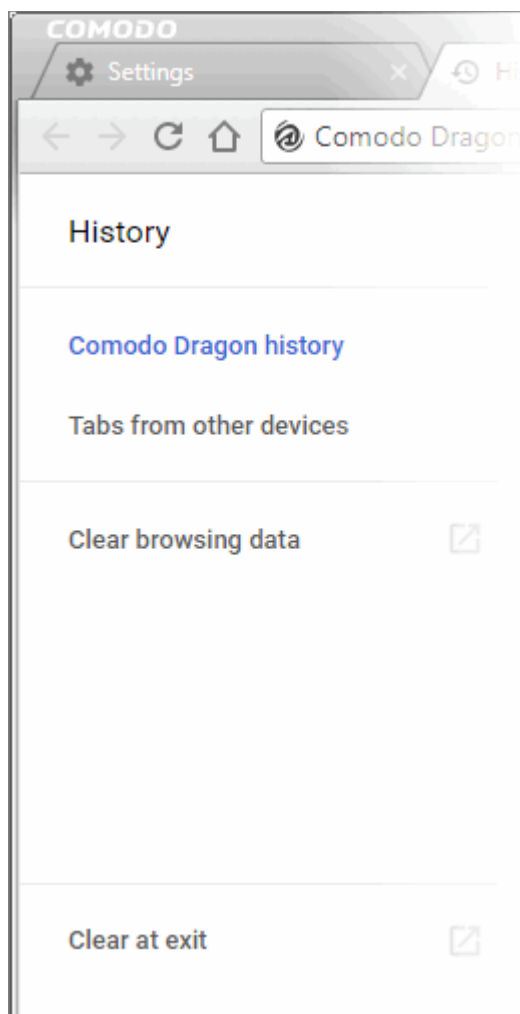 COMODO
Settings
Comodo Dragon
History
Comodo Dragon history
Tabs from other devices
Clear browsing data
Clear at exit